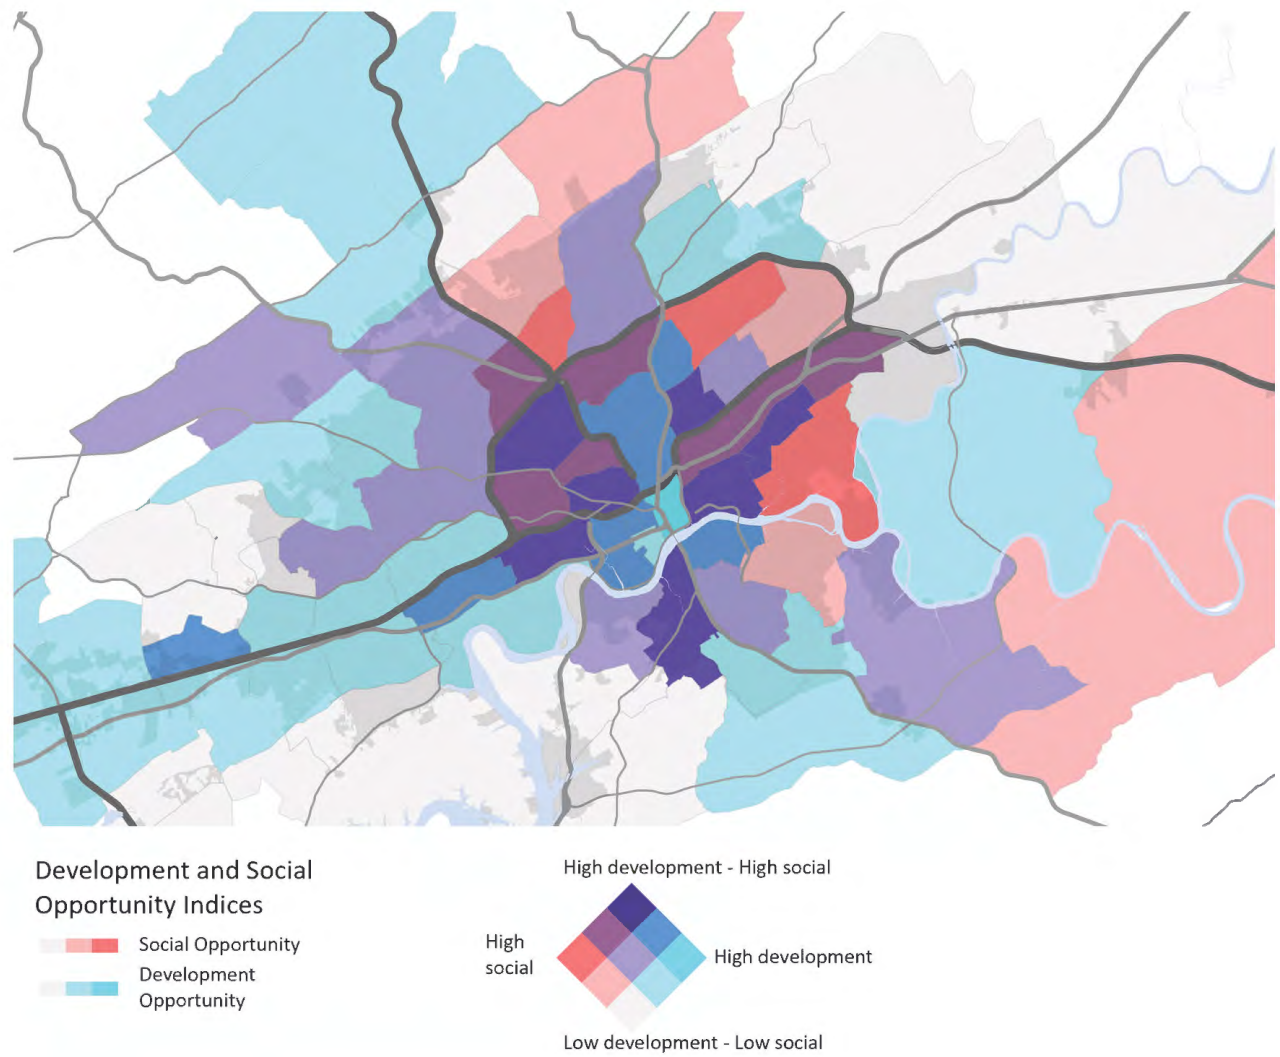 Development and Social
Opportunity Indices
Social Opportunity
Development
Opportunity
High development - High social
High
social
High development
Low development - Low social